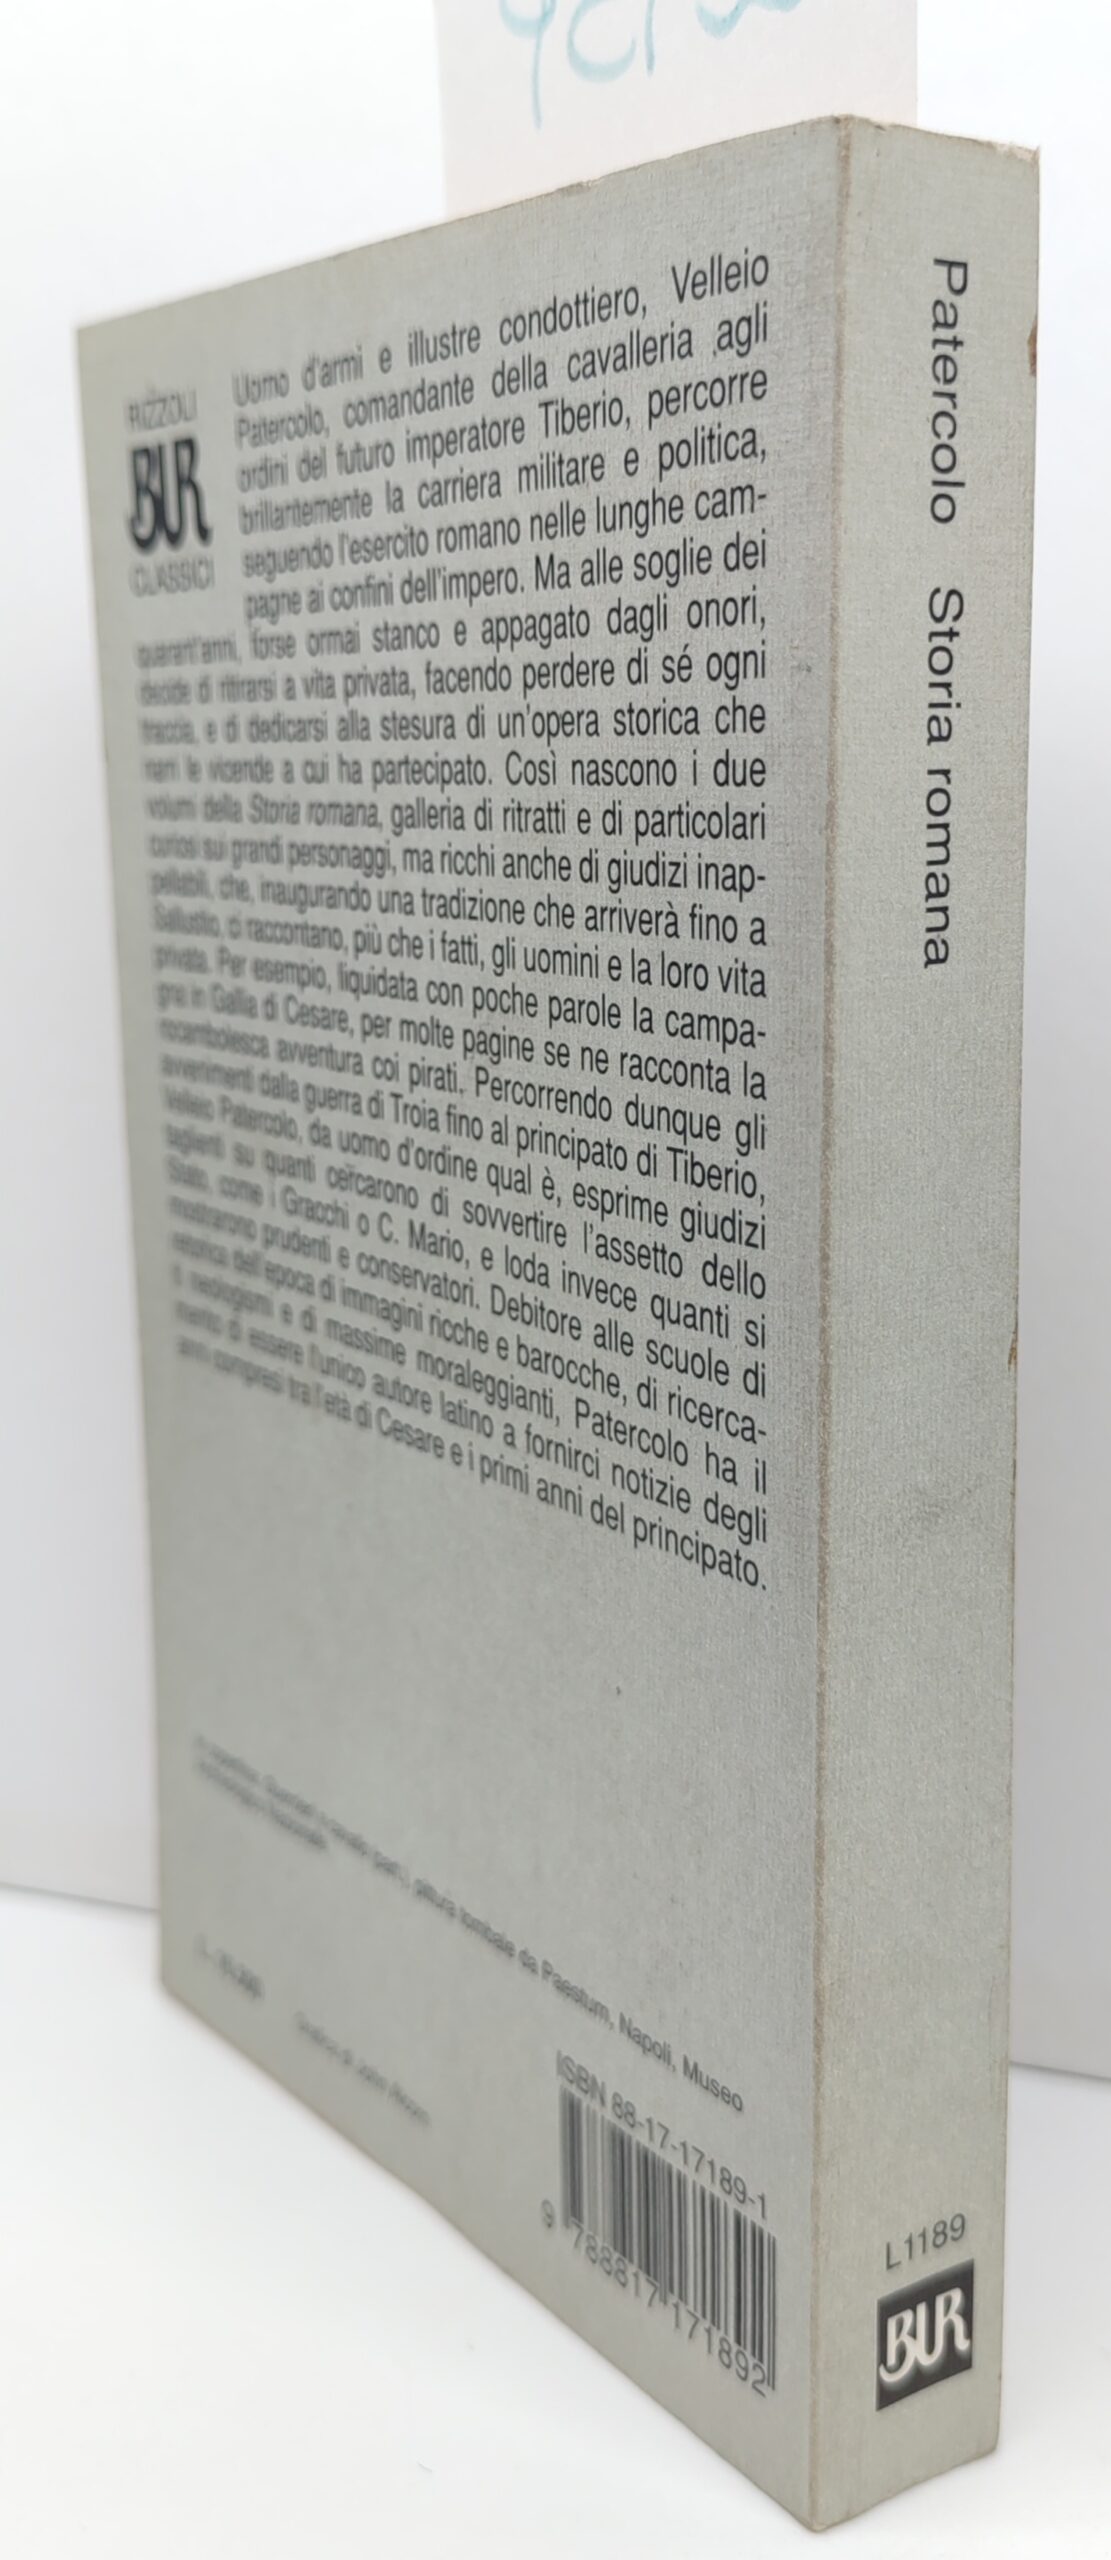 RIZZOLI
BUR
CLASSICI
Uomo d'armi e illustre condottiero, Velleio
Patercolo, comandante della cavalleria agli
ordini del futuro imperatore Tiberio, percorre
brillantemente la carriera militare e politica,
seguendo l'esercito romano nelle lunghe cam-
pagne ai confini dell'impero. Ma alle soglie dei
quarant'anni, forse ormai stanco e appagato dagli onori,
decide di ritirarsi a vita privata, facendo perdere di sé ogni
traccia, e di dedicarsi alla stesura di un'opera storica che
narri le vicende a cui ha partecipato. Così nascono i due
volumi della Storia romana, galleria di ritratti e di particolari
curiosi sui grandi personaggi, ma ricchi anche di giudizi inap-
pellabili, che, inaugurando una tradizione che arriverà fino a
Sallustio, ci raccontano, più che i fatti, gli uomini e la loro vita
privata. Per esempio, liquidata con poche parole la campa-
gna in Gallia di Cesare, per molte pagine se ne racconta la
rocambolesca avventura coi pirati. Percorrendo dunque gli
avvenimenti dalla guerra di Troia fino al principato di Tiberio,
Velleio Patercolo, da uomo d'ordine qual è, esprime giudizi
taglienti su quanti cercarono di sovvertire l'assetto dello
Stato, come i Gracchi o C. Mario, e loda invece quanti si
mostrarono prudenti e conservatori. Debitore alle scuole di
retorica dell'epoca di immagini ricche e barocche, di ricerca-
ti neologismi e di massime moraleggianti, Patercolo ha il
merito di essere l'unico autore latino a fornirci notizie degli
anni compresi tra l'età di Cesare e i primi anni del principato.
pittura tombale da Paestum, Napoli, Museo
ISBN 88-17-17189-1
9 788817 171892
Patercolo Storia romana
L1189
BUR